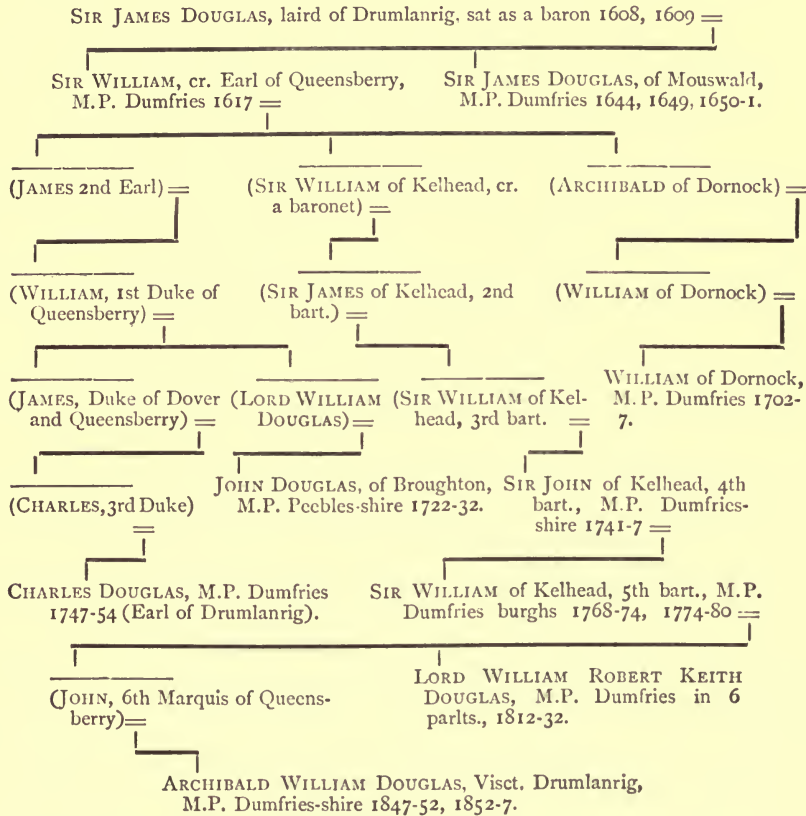 SIR JAMES DOUGLAS, laird of Drumlanrig, sat as a baron 1608, 1609 =
SIR WILLIAM, cr. Earl of Queensberry,
M.P. Dumfries 1617 =
SIR JAMES DOUGLAS, of Mouswald,
M.P. Dumfries 1644, 1649, 1650-1.
(JAMES 2nd Earl) =
(SIR WILLIAM of Kelhead, cr.
a baronet) =
(ARCHIBALD of Dornock) =
(WILLIAM, 1st Duke of
Queensberry) =
(SIR JAMES of Kelhead, 2nd
bart.) =
(WILLIAM of Dornock) =
(JAMES, Duke of Dover
and Queensberry) =
(LORD WILLIAM
DOUGLAS) =
(SIR WILLIAM of Kel-
head, 3rd bart. =
WILLIAM of Dornock,
M.P. Dumfries 1702-
7.
(CHARLES, 3rd Duke)
=
JOHN DOUGLAS, of Broughton,
M.P. Peebles-shire 1722-32.
SIR JOHN of Kelhead, 4th
bart., M.P. Dumfries-
shire 1741-7 =
CHARLES DOUGLAS, M.P. Dumfries
1747-54 (Earl of Drumlanrig).
SIR WILLIAM of Kelhead, 5th bart., M.P.
Dumfries burghs 1768-74, 1774-80 =
(JOHN, 6th Marquis of Queens-
berry) =
LORD WILLIAM ROBERT KEITH
DOUGLAS, M.P. Dumfries in 6
parlts., 1812-32.
ARCHIBALD WILLIAM DOUGLAS, Visct. Drumlanrig,
M.P. Dumfries-shire 1847-52, 1852-7.